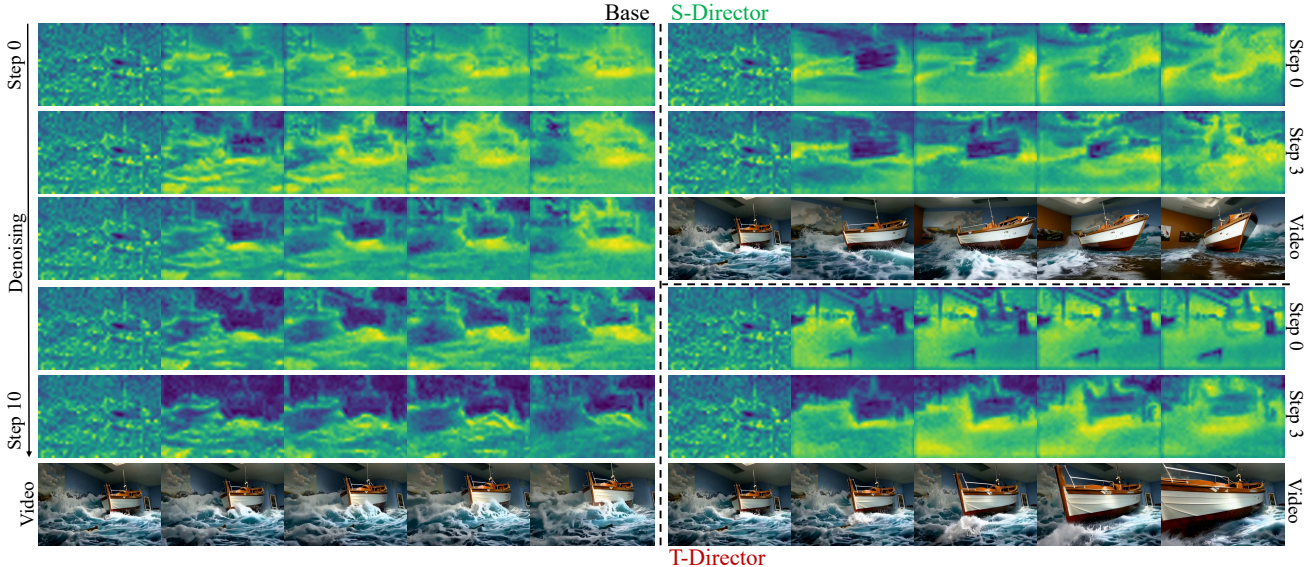 Base
S-Director
Step 0
Denoising
Step 10
Video
Step 0
Step 3
Video
Step 0
Step 3
Video
T-Director